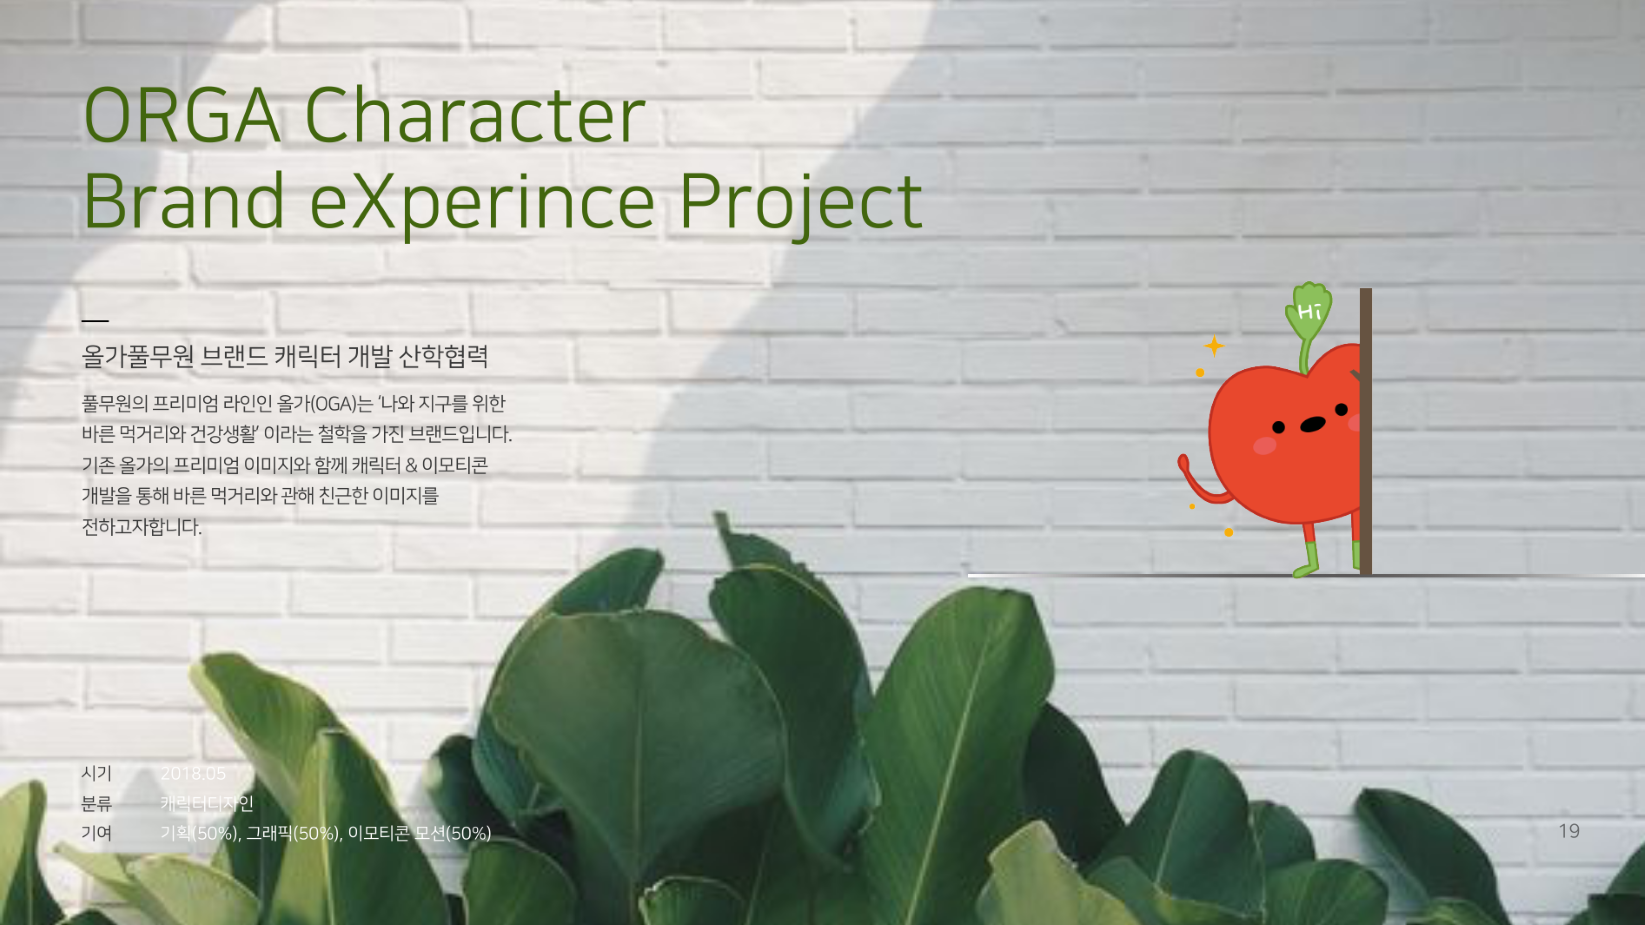 ORGA Character
Brand eXperince Project
올가풀무원 브랜드 캐릭터 개발 산학협력
풀무원의 프리미엄 라인인 올가(OGA)는 '나와 지구를 위한
바른 먹거리와 건강생활' 이라는 철학을 가진 브랜드입니다.
기존 올가의 프리미엄 이미지와 함께 캐릭터 & 이모티콘
개발을 통해 바른 먹거리와 관해 친근한 이미지를
전하고자합니다.
Hi
시기 2018.05
분류 캐릭터디자인
기여 기획(50%), 그래픽(50%), 이모티콘 모션(50%)
19